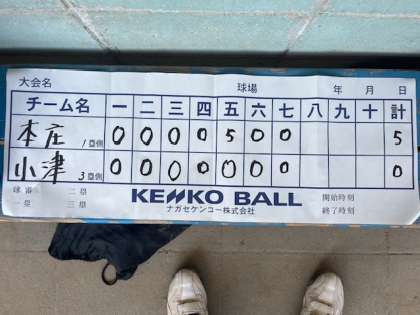 大会名 球場 年 月 日
チーム名 一 二 三 四 五 六 七 八 九 十 計
本庄 1塁側 0 0 0 0 5 0 0 5
小津 3塁側 0 0 0 0 0 0 0 0
球審 二塁 KENKO BALL 開始時刻
一塁 三塁 ナガセケンコー株式会社 終了時刻